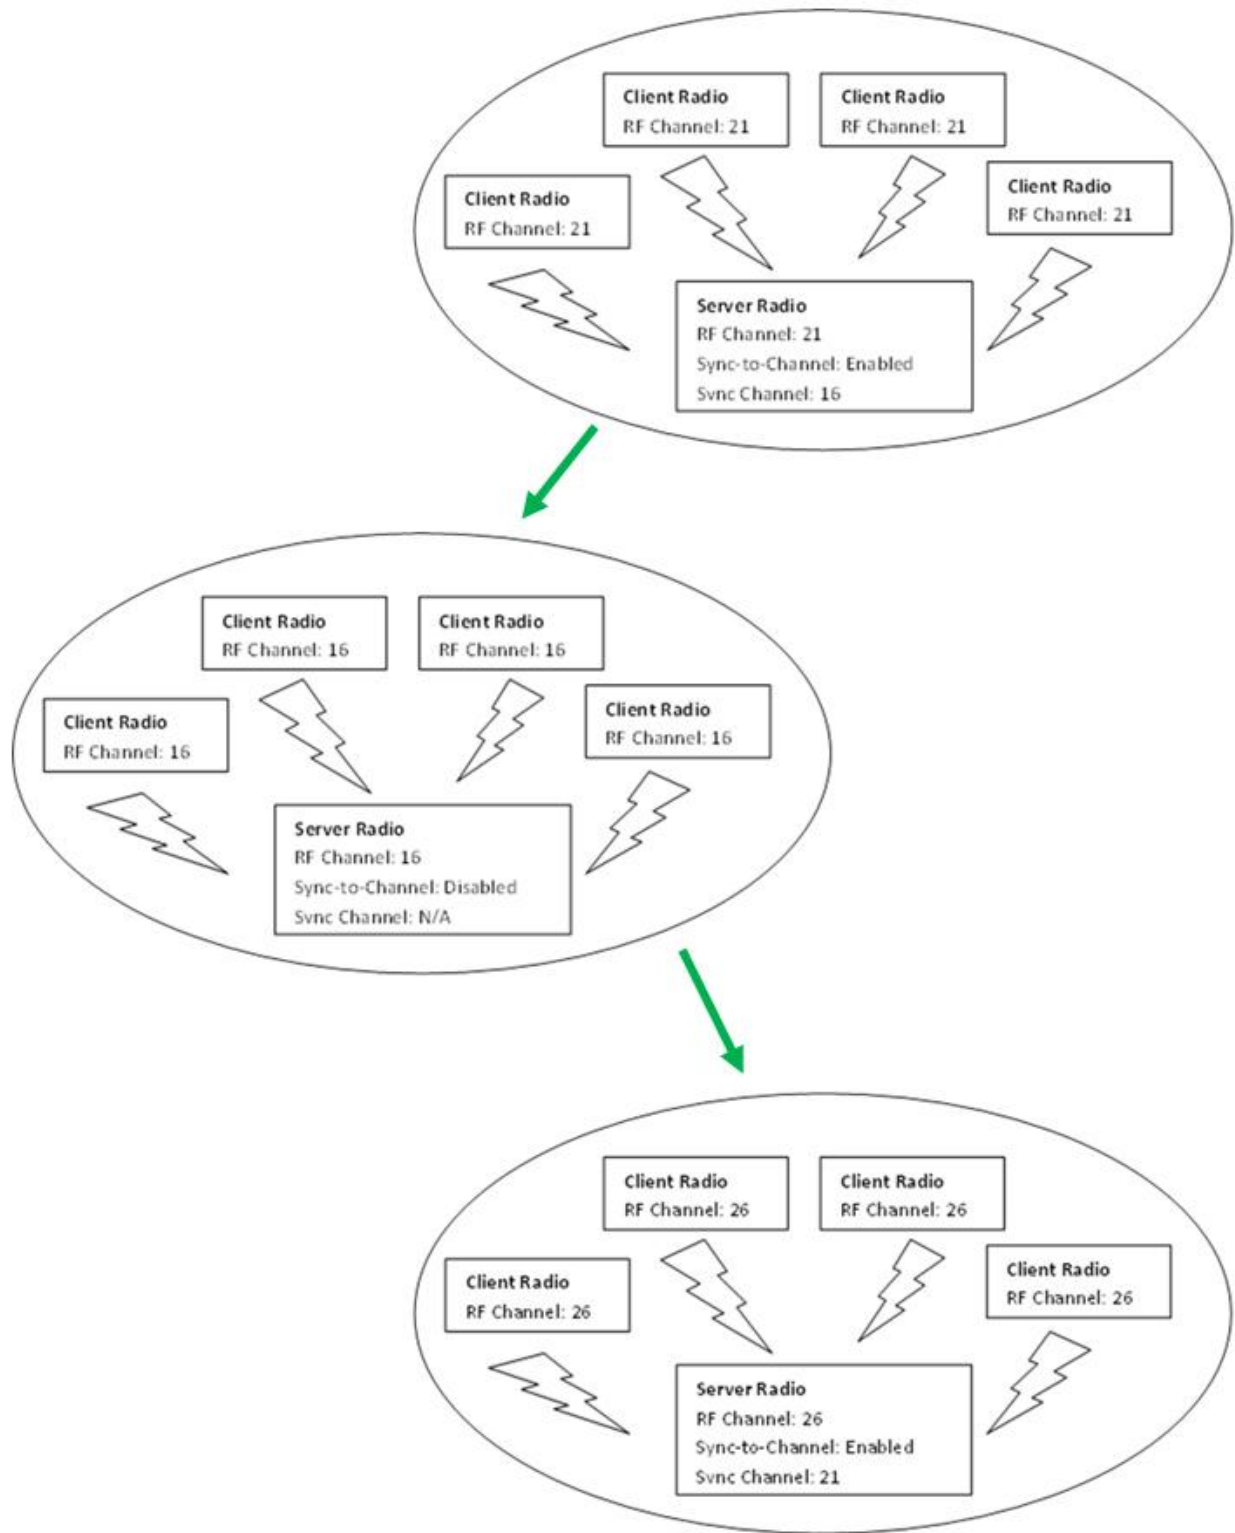 Client Radio
RF Channel: 21
Client Radio
RF Channel: 21
Client Radio
RF Channel: 21
Client Radio
RF Channel: 21
Server Radio
RF Channel: 21
Sync-to-Channel: Enabled
Sync Channel: 16
Client Radio
RF Channel: 16
Client Radio
RF Channel: 16
Client Radio
RF Channel: 16
Client Radio
RF Channel: 16
Server Radio
RF Channel: 16
Sync-to-Channel: Disabled
Sync Channel: N/A
Client Radio
RF Channel: 26
Client Radio
RF Channel: 26
Client Radio
RF Channel: 26
Client Radio
RF Channel: 26
Server Radio
RF Channel: 26
Sync-to-Channel: Enabled
Sync Channel: 21